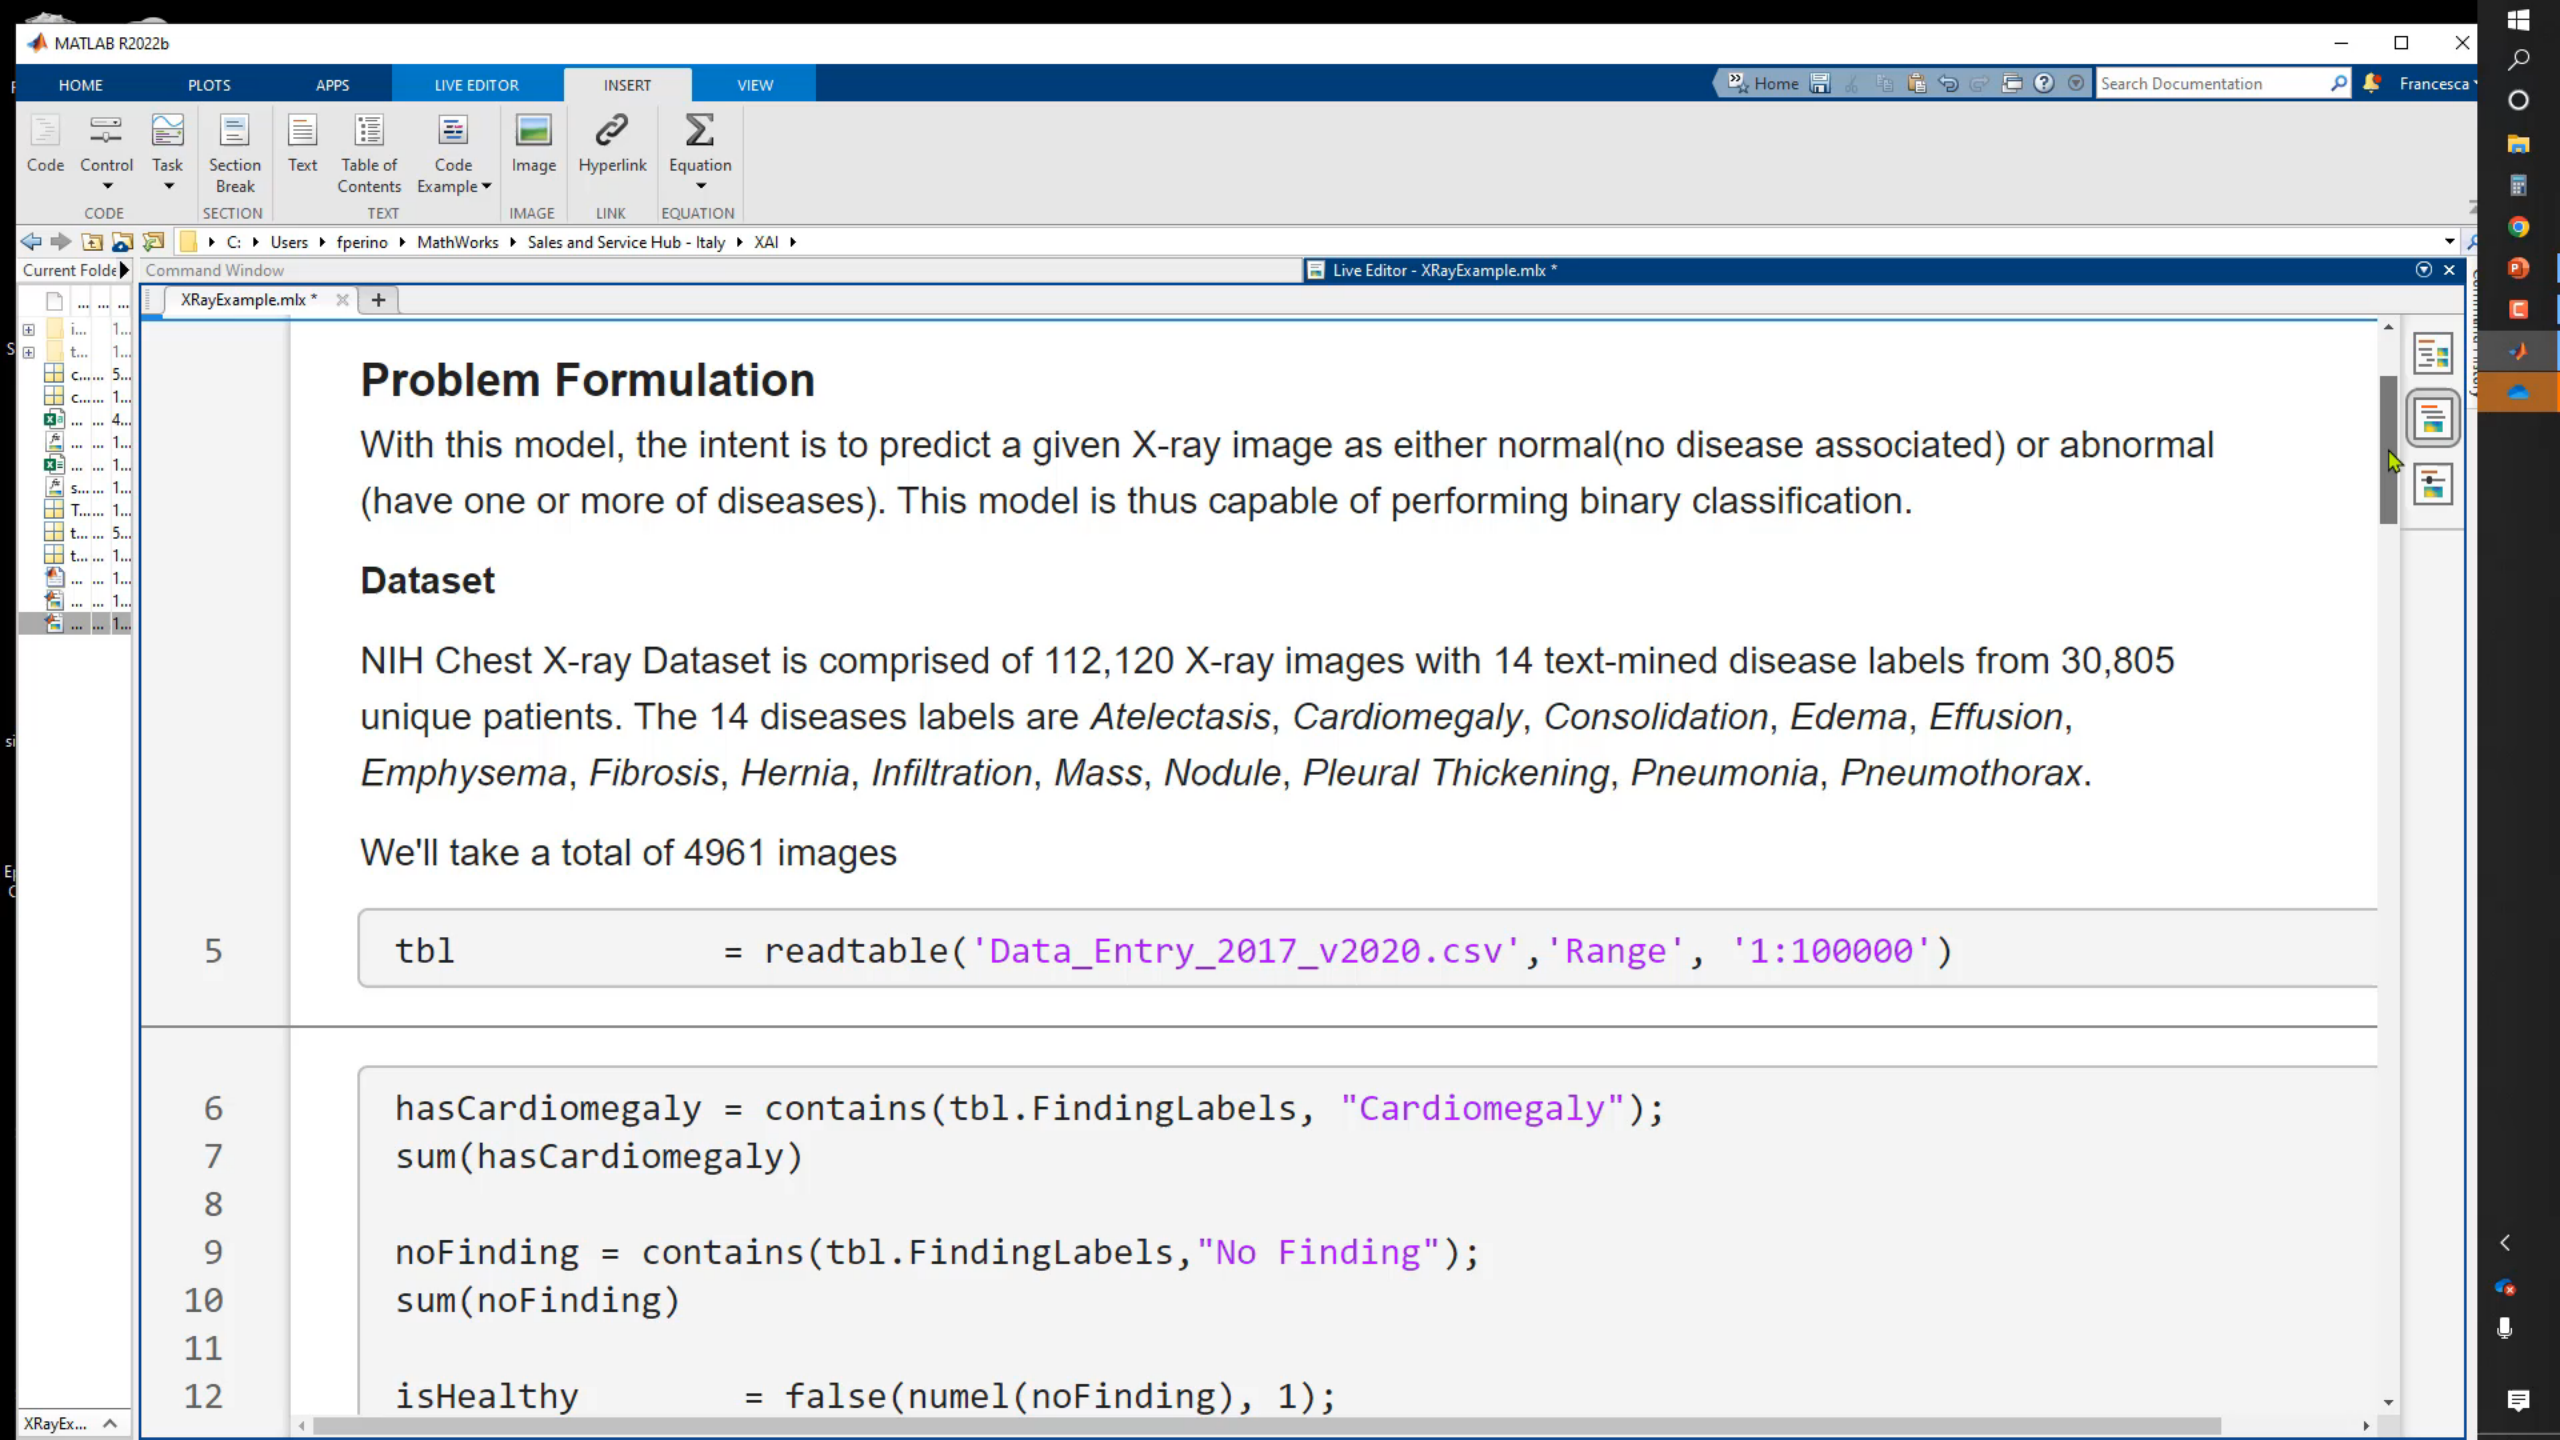 MATLAB R2022b
HOME PLOTS APPS LIVE EDITOR INSERT VIEW
Home Search Documentation Francesca
Code Control Task Section Break Text Table of Contents Code Example Image Hyperlink Equation
CODE SECTION TEXT IMAGE LINK EQUATION
C: Users fperino MathWorks Sales and Service Hub - Italy XAI
Current Folde Command Window Live Editor - XRayExample.mlx *
XRayExample.mlx *
Problem Formulation
With this model, the intent is to predict a given X-ray image as either normal(no disease associated) or abnormal
(have one or more of diseases). This model is thus capable of performing binary classification.
Dataset
NIH Chest X-ray Dataset is comprised of 112,120 X-ray images with 14 text-mined disease labels from 30,805
unique patients. The 14 diseases labels are Atelectasis, Cardiomegaly, Consolidation, Edema, Effusion,
Emphysema, Fibrosis, Hernia, Infiltration, Mass, Nodule, Pleural Thickening, Pneumonia, Pneumothorax.
We'll take a total of 4961 images
5 tbl = readtable('Data_Entry_2017_v2020.csv','Range', '1:100000')
6 hasCardiomegaly = contains(tbl.FindingLabels, "Cardiomegaly");
7 sum(hasCardiomegaly)
8
9 noFinding = contains(tbl.FindingLabels,"No Finding");
10 sum(noFinding)
11
12 isHealthy = false(numel(noFinding), 1);
XRayEx...